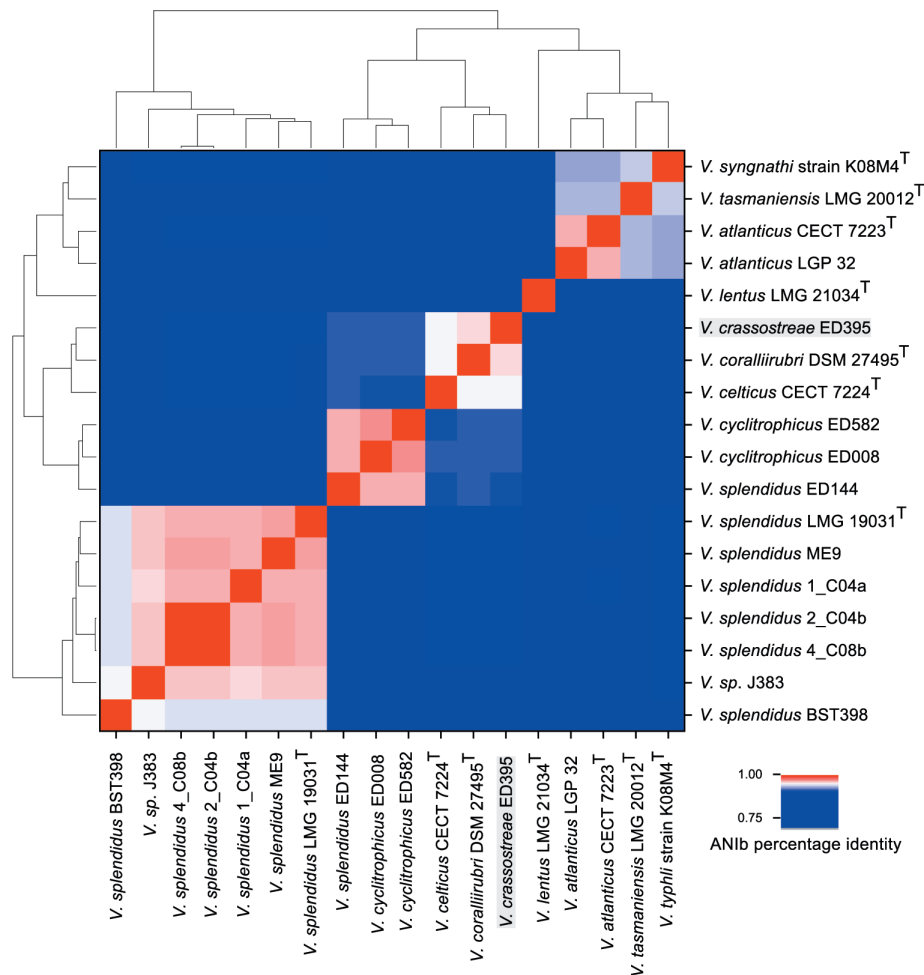 V. syngnathi strain K08M4T
V. tasmaniensis LMG 20012T
V. atlanticus CECT 7223T
V. atlanticus LGP 32
V. lentus LMG 21034T
V. crassostreae ED395
V. coralliirubri DSM 27495T
V. celticus CECT 7224T
V. cyclitrophicus ED582
V. cyclitrophicus ED008
V. splendidus ED144
V. splendidus LMG 19031T
V. splendidus ME9
V. splendidus 1_C04a
V. splendidus 2_C04b
V. splendidus 4_C08b
V. sp. J383
V. splendidus BST398
V. splendidus BST398
V. sp. J383
V. splendidus 4_C08b
V. splendidus 2_C04b
V. splendidus 1_C04a
V. splendidus ME9
V. splendidus LMG 19031T
V. splendidus ED144
V. cyclitrophicus ED008
V. cyclitrophicus ED582
V. celticus CECT 7224T
V. coralliirubri DSM 27495T
V. crassostreae ED395
V. lentus LMG 21034T
V. atlanticus LGP 32
V. atlanticus CECT 7223T
V. tasmaniensis LMG 20012T
V. typhli strain K08M4T
1.00
0.75
ANIb percentage identity